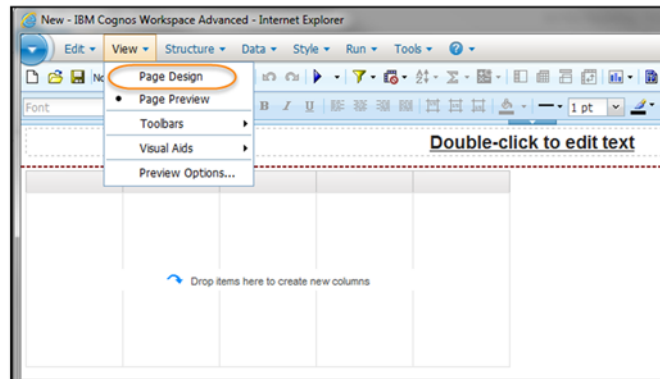 New - IBM Cognos Workspace Advanced - Internet Explorer
Edit View Structure Data Style Run Tools
Page Design
Font
Page Preview
B I U
1 pt
Toolbars
Visual Aids
Double-click to edit text
Preview Options...
Drop items here to create new columns